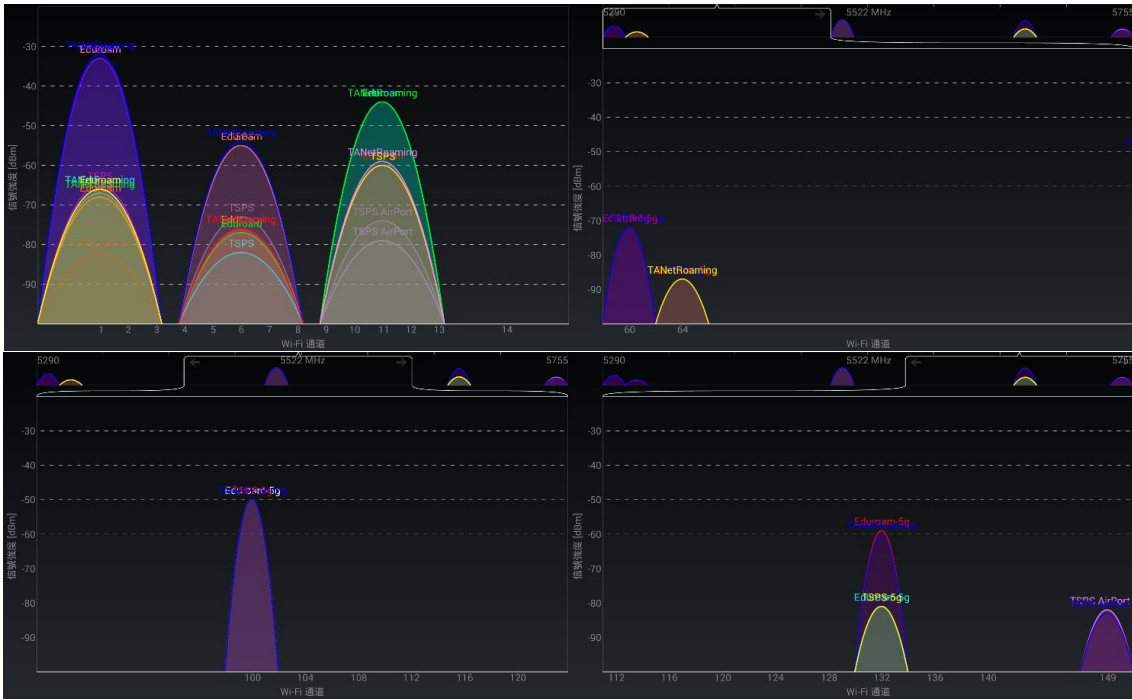 -30
-40
-50
-60
-70
-80
-90
信號強度 [dBm]
Eduroam
TANetRoaming
Eduroam
TANetRoaming
TSPS
TANetRoaming
TSPS
TSPS AirPort
TSPS AirPort
TSPS
Eduroam
TSPS
Eduroam
Eduroam
1 2 3 4 5 6 7 8 9 10 11 12 13 14
Wi-Fi 通道
5290 5522 MHz 5755
-30
-40
-50
-60
-70
-80
-90
信號強度 [dBm]
TANetRoaming
60 64
Wi-Fi 通道
5290 5522 MHz 5755
-30
-40
-50
-60
-70
-80
-90
信號強度 [dBm]
Eduroam-5g
100 104 108 112 116 120
Wi-Fi 通道
5290 5522 MHz 5755
-30
-40
-50
-60
-70
-80
-90
信號強度 [dBm]
Eduroam-5g
TSPS-5g
TSPS AirPort
112 116 120 128 132 136 140 149
Wi-Fi 通道